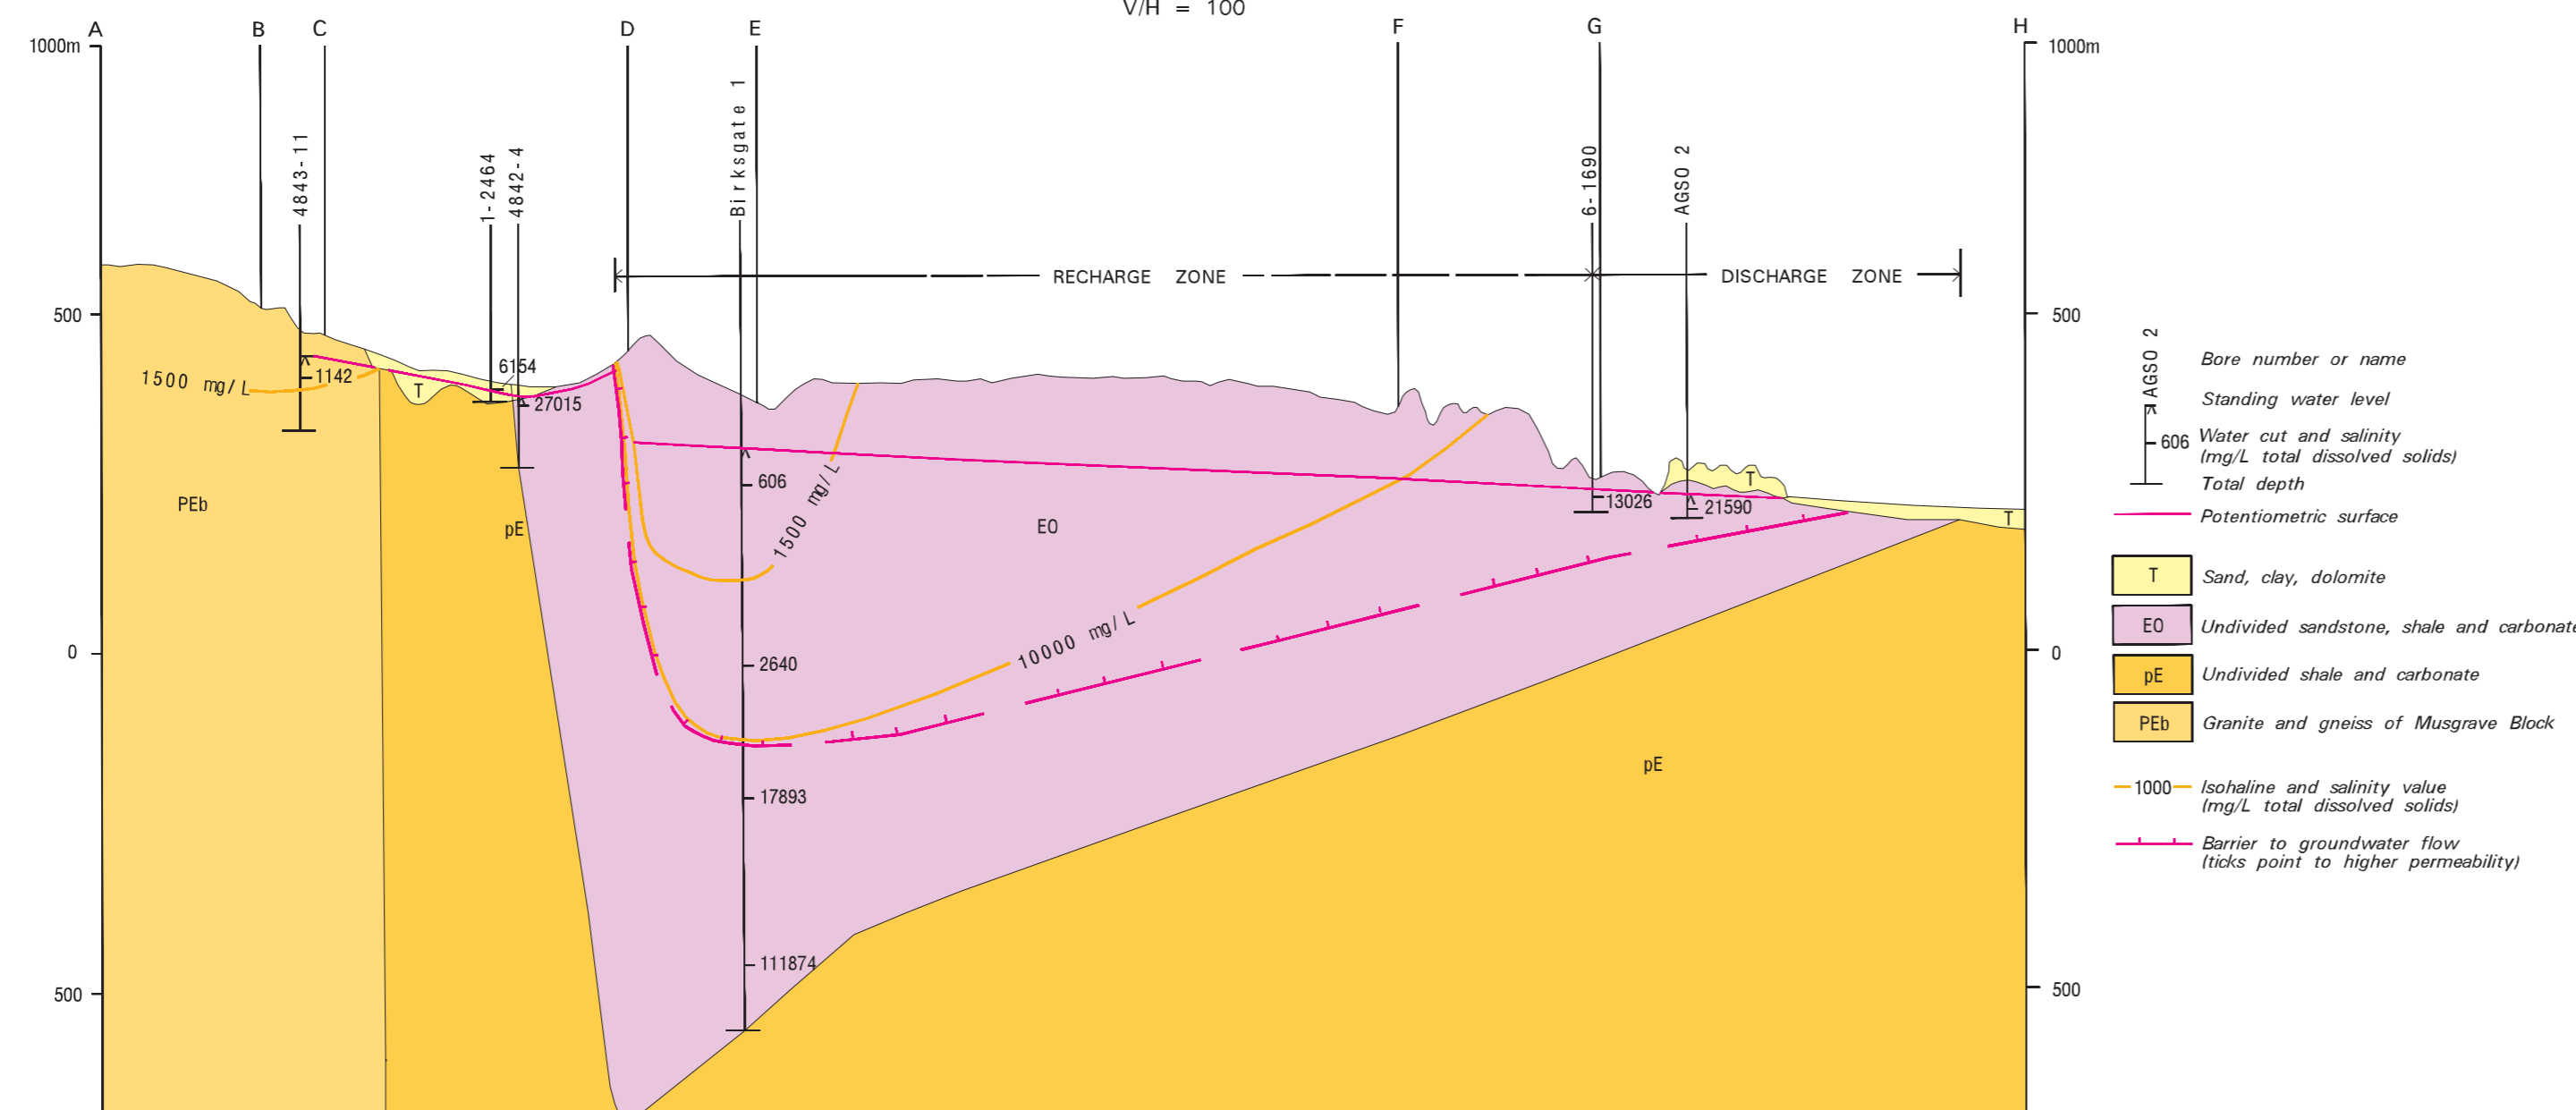 V/H = 100
A B C D E F G H
1000m
1000m
4843-11
1-2464
4842-4
Birksgate 1
6-1690
AGSO 2
RECHARGE ZONE
DISCHARGE ZONE
500
500
1500 mg/L
1142
6154
T
27015
606
1500 mg/L
13026
21590
T
T
PEb
pE
EO
10000 mg/L
0
0
2640
17893
pE
111874
500
500
AGSO 2
Bore number or name
Standing water level
606
Water cut and salinity
(mg/L total dissolved solids)
Total depth
Potentiometric surface
T
Sand, clay, dolomite
EO
Undivided sandstone, shale and carbonate
pE
Undivided shale and carbonate
PEb
Granite and gneiss of Musgrave Block
1000
Isohaline and salinity value
(mg/L total dissolved solids)
Barrier to groundwater flow
(ticks point to higher permeability)